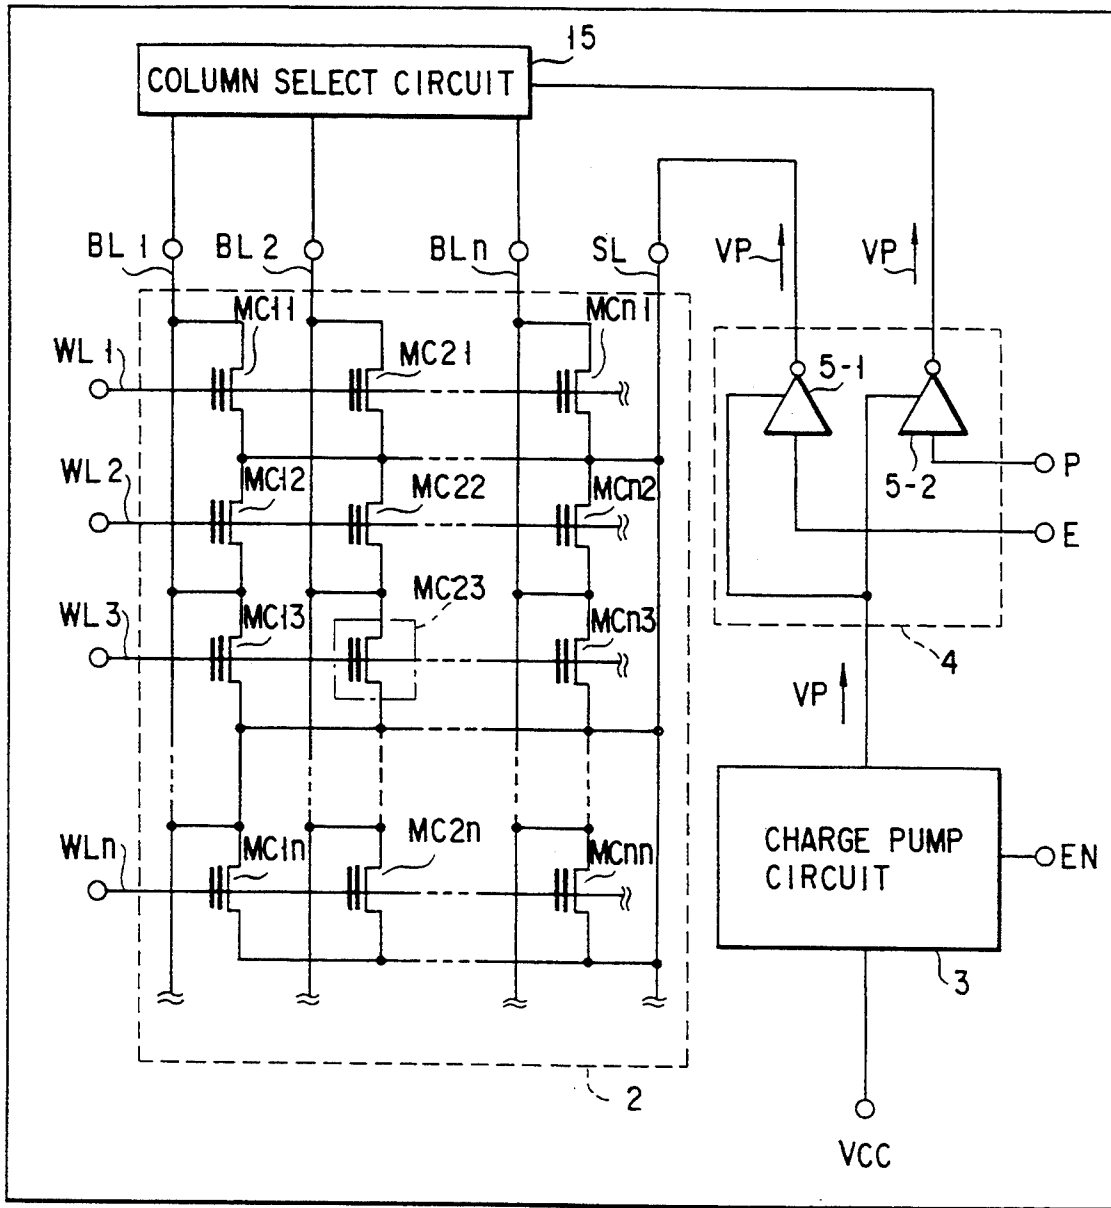 15
COLUMN SELECT CIRCUIT
BL 1
BL 2
BLn
SL
VP
VP
MC11
MC21
MCn1
WL 1
5-1
5-2
P
WL 2
MC12
MC22
MCn2
E
WL 3
MC13
MC23
MCn3
4
VP
WLn
MC1n
MC2n
MCnn
CHARGE PUMP
CIRCUIT
EN
3
2
VCC